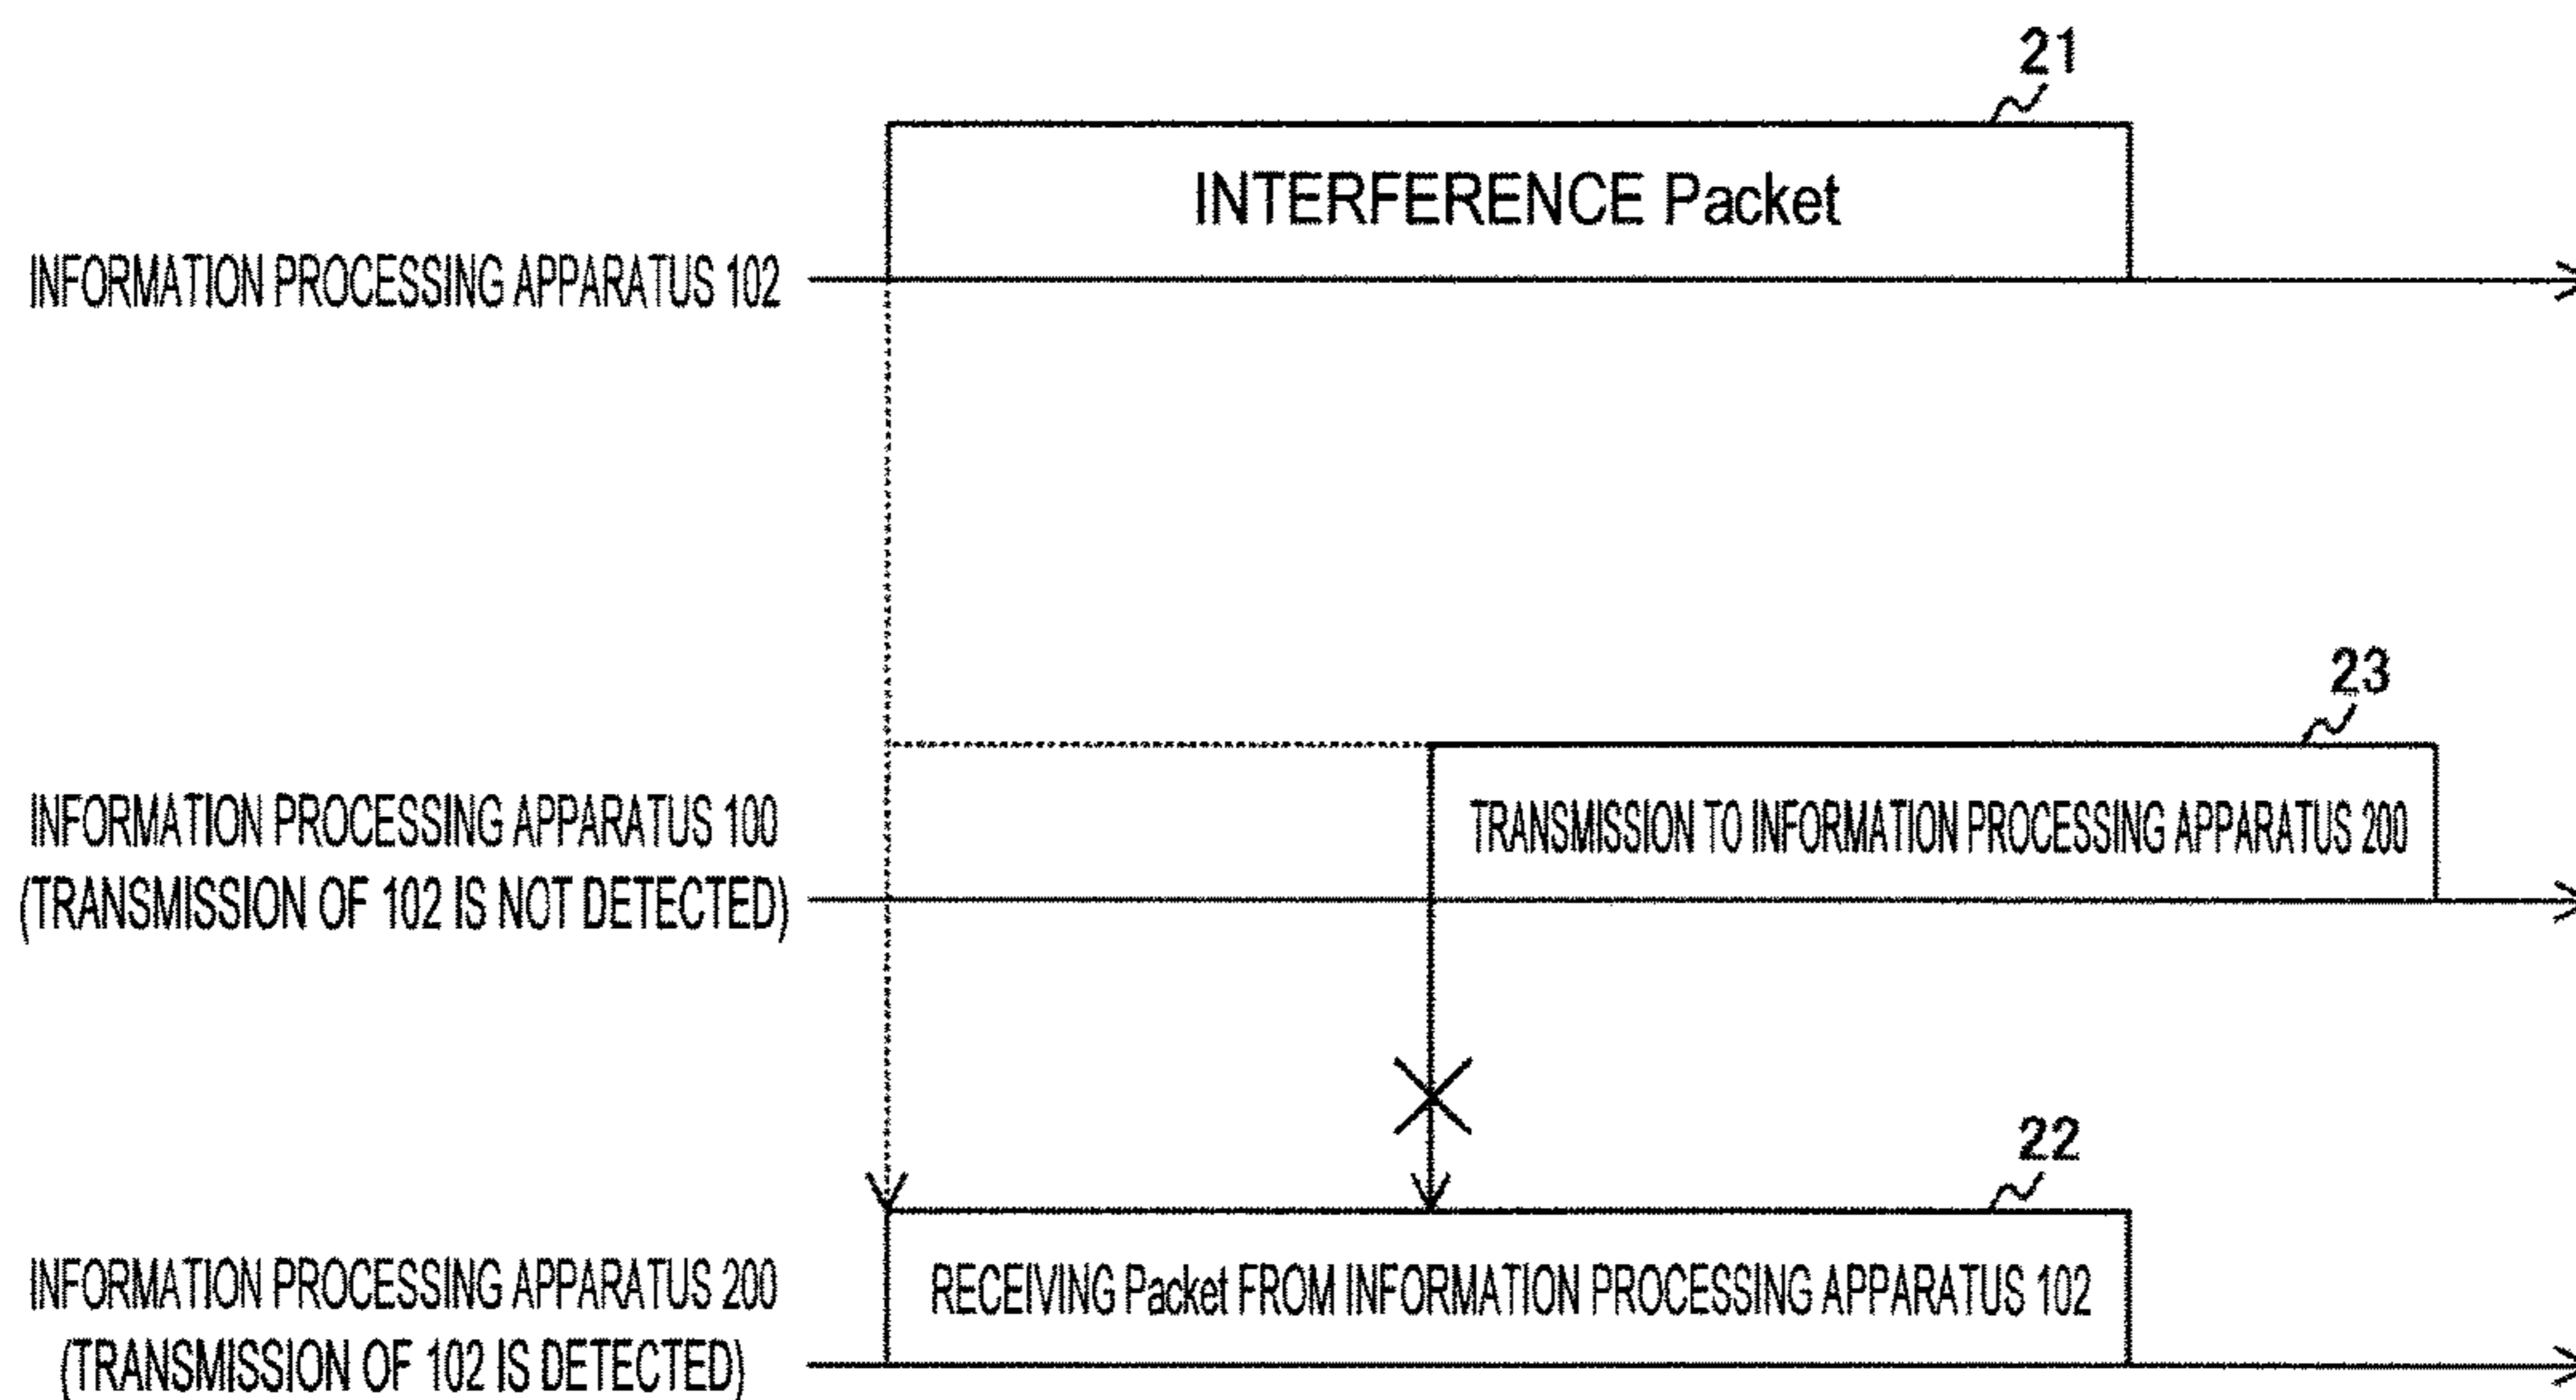 21
INTERFERENCE Packet
INFORMATION PROCESSING APPARATUS 102
23
INFORMATION PROCESSING APPARATUS 100
(TRANSMISSION OF 102 IS NOT DETECTED)
TRANSMISSION TO INFORMATION PROCESSING APPARATUS 200
22
INFORMATION PROCESSING APPARATUS 200
(TRANSMISSION OF 102 IS DETECTED)
RECEIVING Packet FROM INFORMATION PROCESSING APPARATUS 102